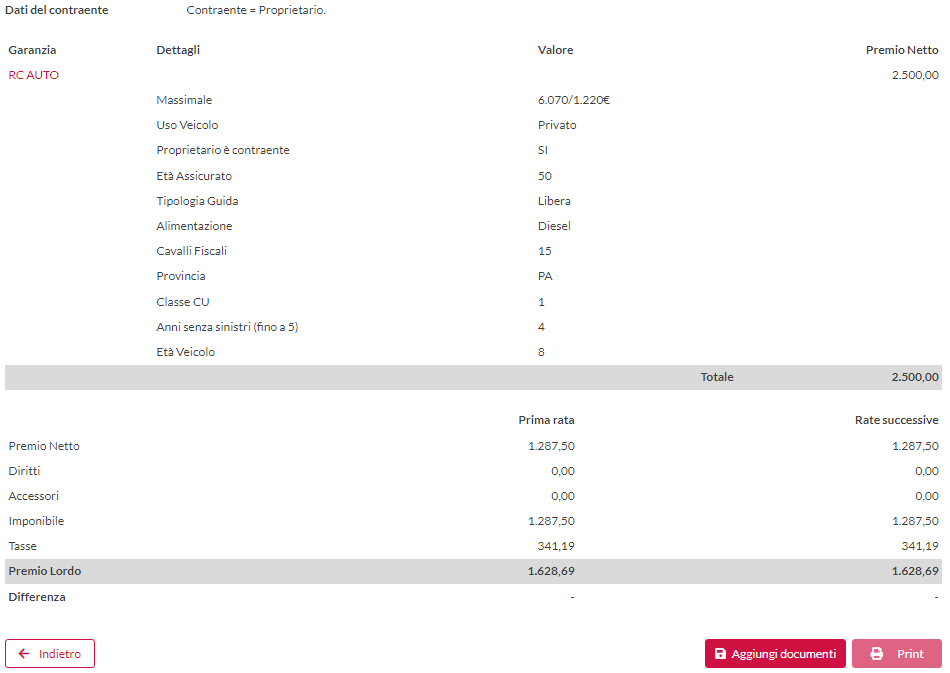 Dati del contraente Contraente = Proprietario.
Garanzia Dettagli Valore Premio Netto
RC AUTO 2.500,00
Massimale 6.070/1.220€
Uso Veicolo Privato
Proprietario è contraente SI
Età Assicurato 50
Tipologia Guida Libera
Alimentazione Diesel
Cavalli Fiscali 15
Provincia PA
Classe CU 1
Anni senza sinistri (fino a 5) 4
Età Veicolo 8
Totale 2.500,00
Prima rata Rate successive
Premio Netto 1.287,50 1.287,50
Diritti 0,00 0,00
Accessori 0,00 0,00
Imponibile 1.287,50 1.287,50
Tasse 341,19 341,19
Premio Lordo 1.628,69 1.628,69
Differenza - -
Indietro Aggiungi documenti Print